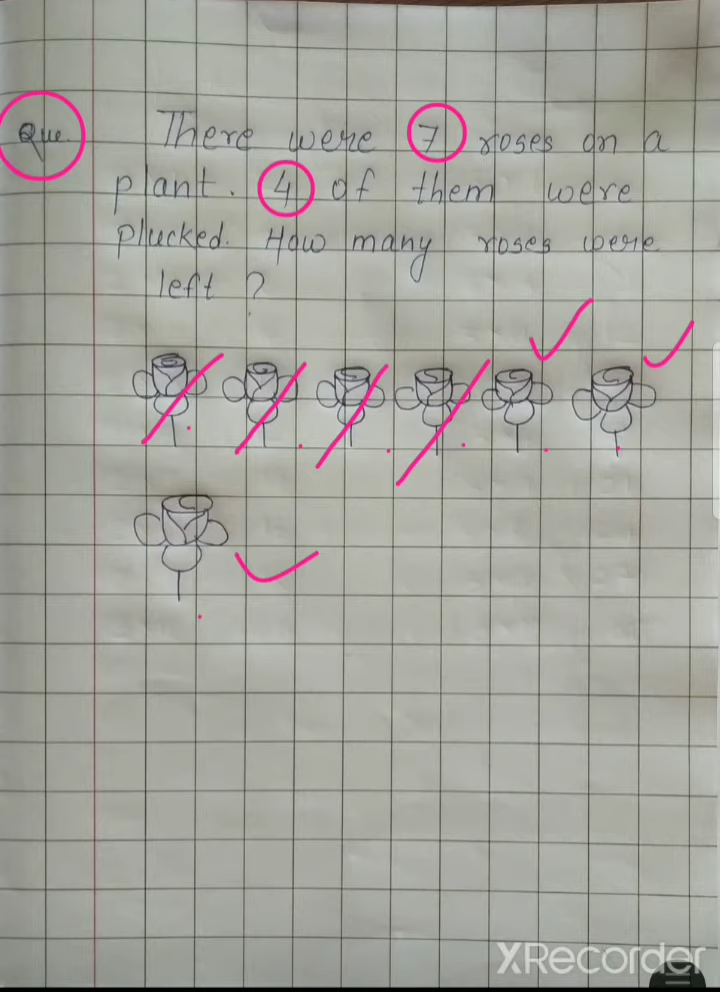 Que.
There were 7 roses on a
plant. 4 of them were
plucked. How many roses were
left ?
XRecorder